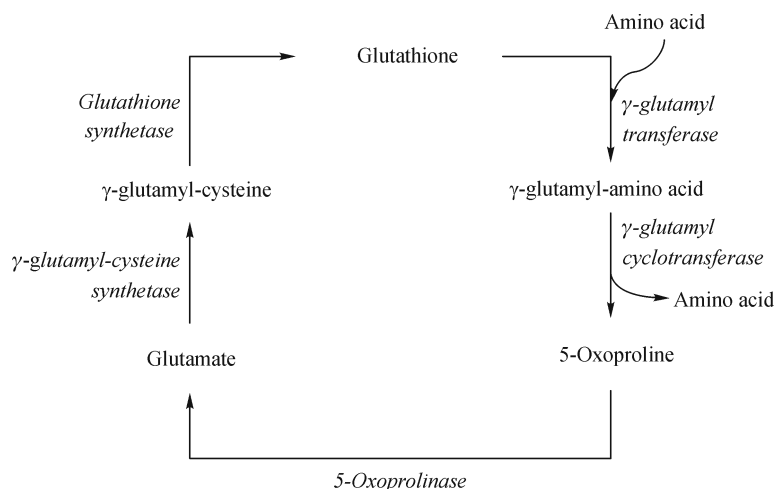 Amino acid
Glutathione
Glutathione
synthetase
γ-glutamyl
transferase
γ-glutamyl-cysteine
γ-glutamyl-amino acid
γ-glutamyl
cyclotransferase
γ-glutamyl-cysteine
synthetase
Amino acid
Glutamate
5-Oxoproline
5-Oxoprolinase